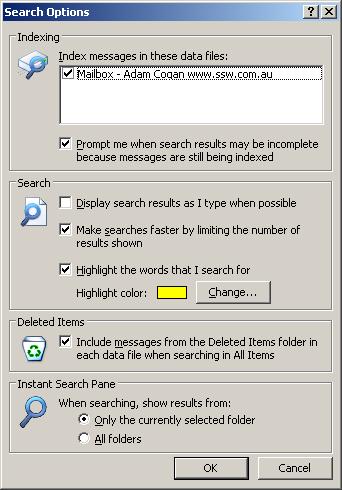 Search Options
Indexing
Index messages in these data files:
Mailbox - Adam Cogan www.ssw.com.au
Prompt me when search results may be incomplete
because messages are still being indexed
Search
Display search results as I type when possible
Make searches faster by limiting the number of
results shown
Highlight the words that I search for
Highlight color:
Change...
Deleted Items
Include messages from the Deleted Items folder in
each data file when searching in All Items
Instant Search Pane
When searching, show results from:
Only the currently selected folder
All folders
OK
Cancel